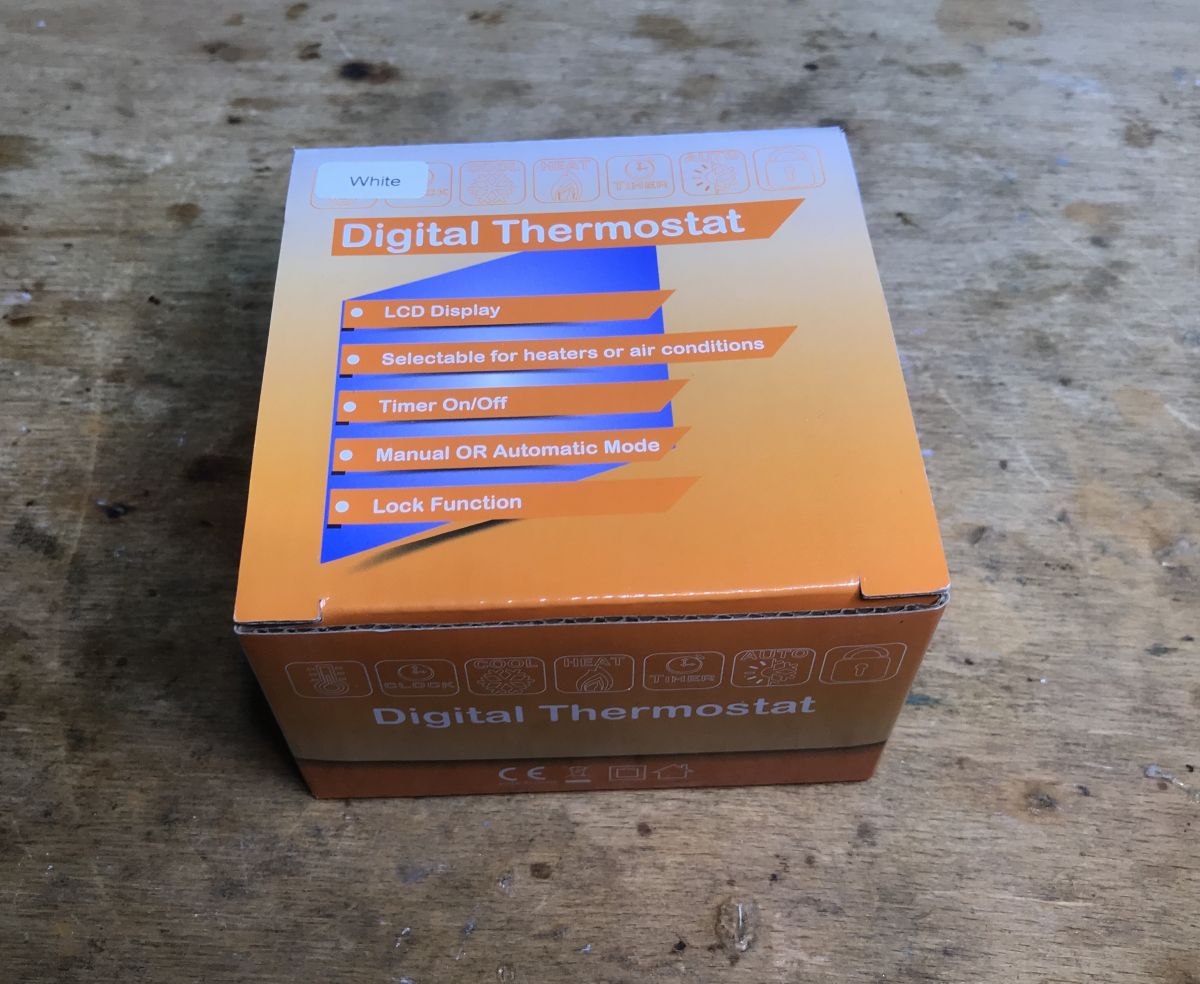 White
COOL
HEAT
TIMER
AUTO
Digital Thermostat
LCD Display
Selectable for heaters or air conditions
Timer On/Off
Manual OR Automatic Mode
Lock Function
CLOCK
COOL
HEAT
TIMER
AUTO
Digital Thermostat
CE